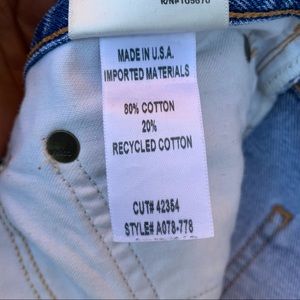 MADE IN U.S.A.
IMPORTED MATERIALS
80% COTTON
20%
RECYCLED COTTON
CUT# 42354
STYLE# A078-778